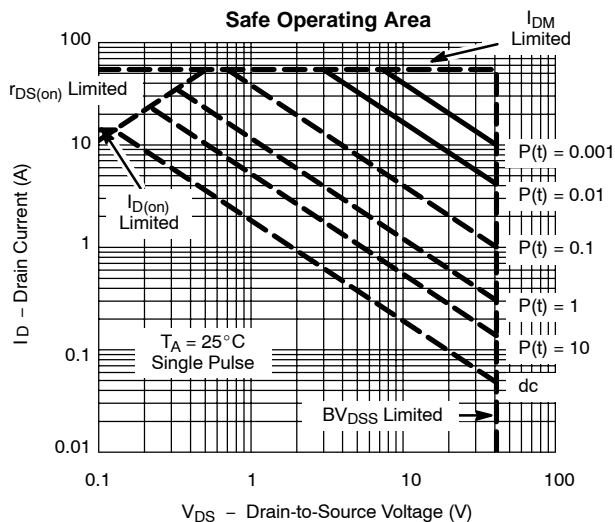 Safe Operating Area
IDM
Limited
100
rDS(on) Limited
10
ID(on)
Limited
1
0.1
0.01
ID – Drain Current (A)
P(t) = 0.001
P(t) = 0.01
P(t) = 0.1
P(t) = 1
P(t) = 10
dc
TA = 25°C
Single Pulse
BVDSS Limited
0.1
1
10
100
VDS – Drain-to-Source Voltage (V)